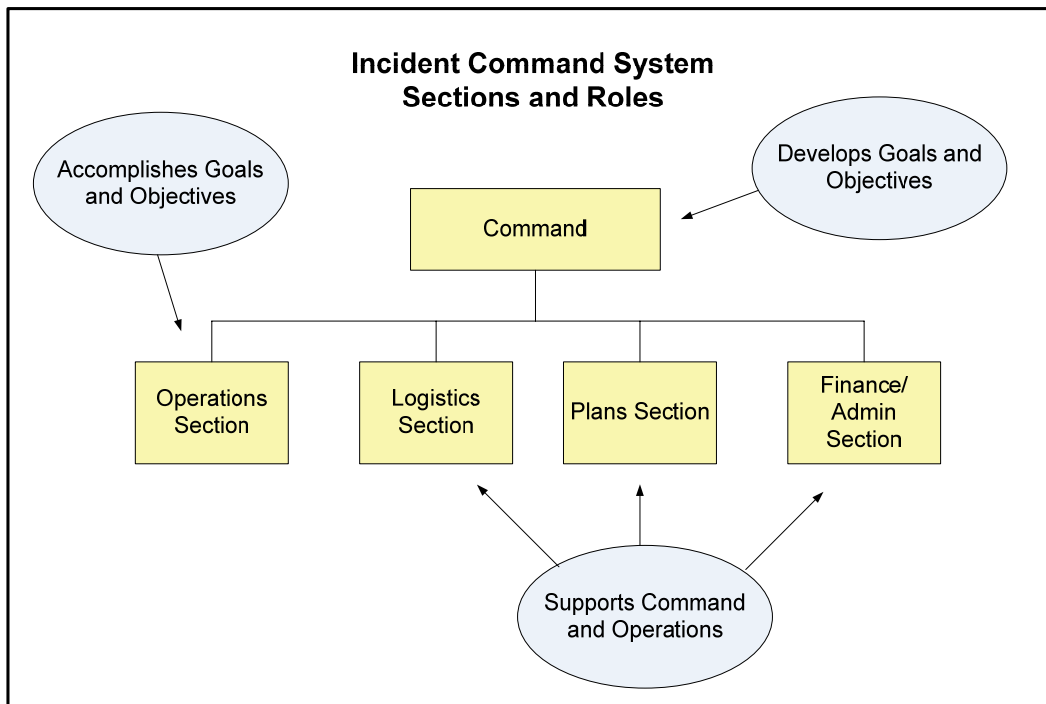 Incident Command System
Sections and Roles
Accomplishes Goals
and Objectives
Develops Goals and
Objectives
Command
Operations
Section
Logistics
Section
Plans Section
Finance/
Admin
Section
Supports Command
and Operations